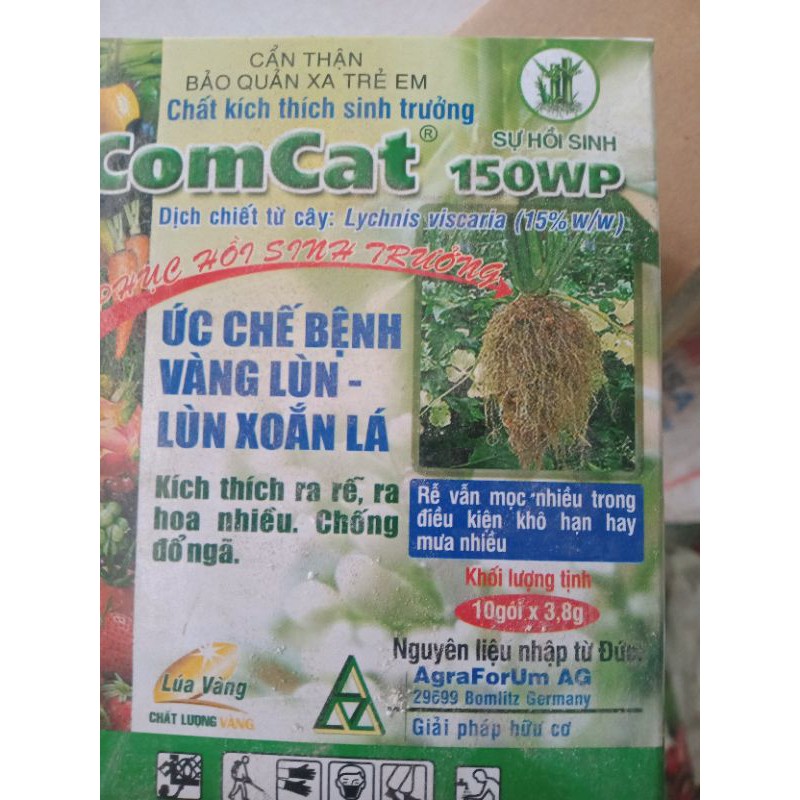 CẨN THẬN
BẢO QUẢN XA TRẺ EM
Chất kích thích sinh trưởng
ComCat® 150WP
SỰ HỒI SINH
Dịch chiết từ cây: Lychnis viscaria (15% w/w)
PHỤC HỒI SINH TRƯỞNG
ỨC CHẾ BỆNH
VÀNG LÙN -
LÙN XOẮN LÁ
Kích thích ra rễ, ra
hoa nhiều. Chống
đổ ngã.
Rễ vẫn mọc nhiều trong
điều kiện khô hạn hay
mưa nhiều
Khối lượng tịnh
10gói x 3,8g
Nguyên liệu nhập từ Đức:
AgraForUm AG
29699 Bomlitz Germany
Giải pháp hữu cơ
Lúa Vàng
CHẤT LƯỢNG VÀNG